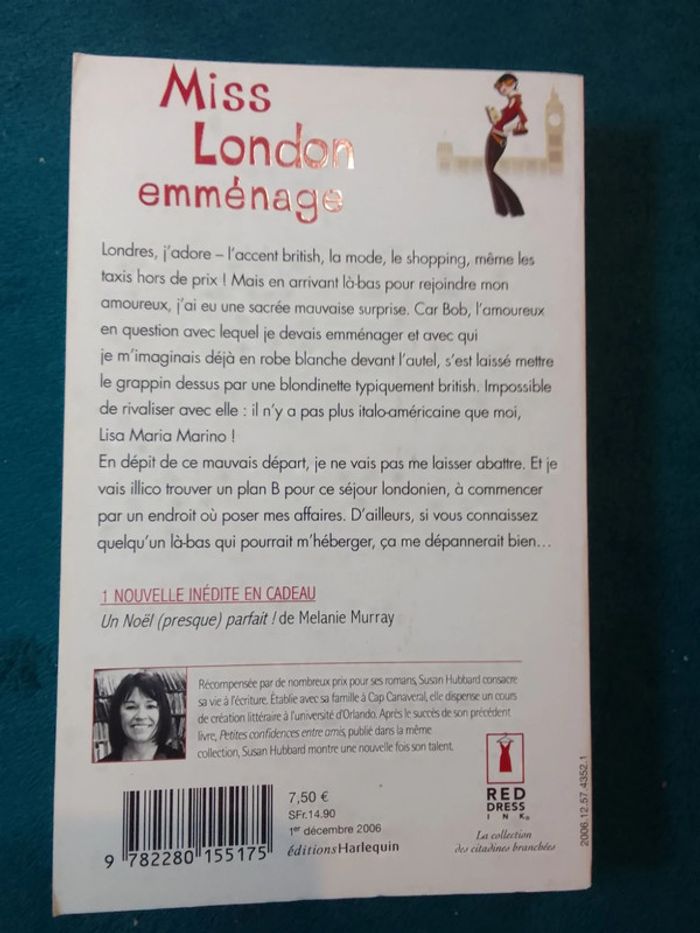 Miss
London
emménage
Londres, j'adore – l'accent british, la mode, le shopping, même les
taxis hors de prix ! Mais en arrivant là-bas pour rejoindre mon
amoureux, j'ai eu une sacrée mauvaise surprise. Car Bob, l'amoureux
en question avec lequel je devais emménager et avec qui
je m'imaginais déjà en robe blanche devant l'autel, s'est laissé mettre
le grappin dessus par une blondinette typiquement british. Impossible
de rivaliser avec elle : il n'y a pas plus italo-américaine que moi,
Lisa Maria Marino !
En dépit de ce mauvais départ, je ne vais pas me laisser abattre. Et je
vais illico trouver un plan B pour ce séjour londonien, à commencer
par un endroit où poser mes affaires. D'ailleurs, si vous connaissez
quelqu'un là-bas qui pourrait m'héberger, ça me dépannerait bien...
1 NOUVELLE INÉDITE EN CADEAU
Un Noël (presque) parfait ! de Melanie Murray
Récompensée par de nombreux prix pour ses romans, Susan Hubbard consacre
sa vie à l'écriture. Établie avec sa famille à Cap Canaveral, elle dispense un cours
de création littéraire à l'université d'Orlando. Après le succès de son précédent
livre, Petites confidences entre amis, publié dans la même
collection, Susan Hubbard montre une nouvelle fois son talent.
7,50 €
SFr.14.90
1er décembre 2006
éditionsHarlequin
9 782280 155175
RED
DRESS
INK®
La collection
des citadines branchées
2006.12.57 4352.1